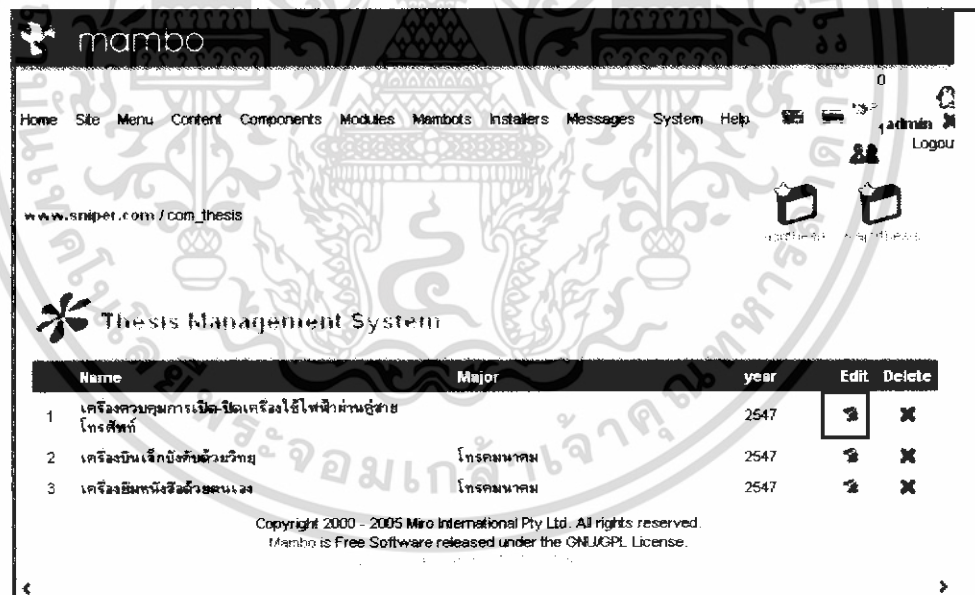 mambo
0
Home Site Menu Content Components Modules Mambots Installers Messages System Help
1 admin
Logou
www.sniper.com / com_thesis
Thesis Management System
Name Major year Edit Delete
1 เครื่องควบคุมการเปิด-ปิดเครื่องใช้ไฟฟ้าผ่านคู่สาย
โทรศัพท์ 2547
2 เครื่องบินเล็กบังคับด้วยวิทยุ โทรคมนาคม 2547
3 เครื่องยืมหนังสือด้วยตนเอง โทรคมนาคม 2547
Copyright 2000 - 2005 Miro International Pty Ltd. All rights reserved.
Mambo is Free Software released under the GNU/GPL License.